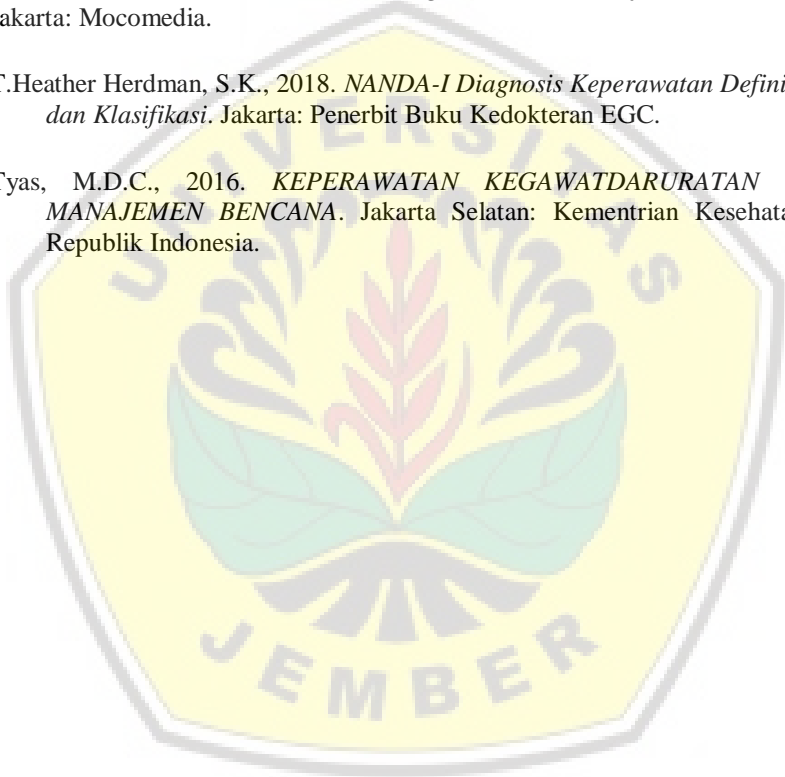 akarta: Mocomedia.
T.Heather Herdman, S.K., 2018. NANDA-I Diagnosis Keperawatan Defini
dan Klasifikasi. Jakarta: Penerbit Buku Kedokteran EGC.
Tyas, M.D.C., 2016. KEPERAWATAN KEGAWATDARURATAN
MANAJEMEN BENCANA. Jakarta Selatan: Kementrian Kesehata
Republik Indonesia.
UNIVERSITAS
JEMBER